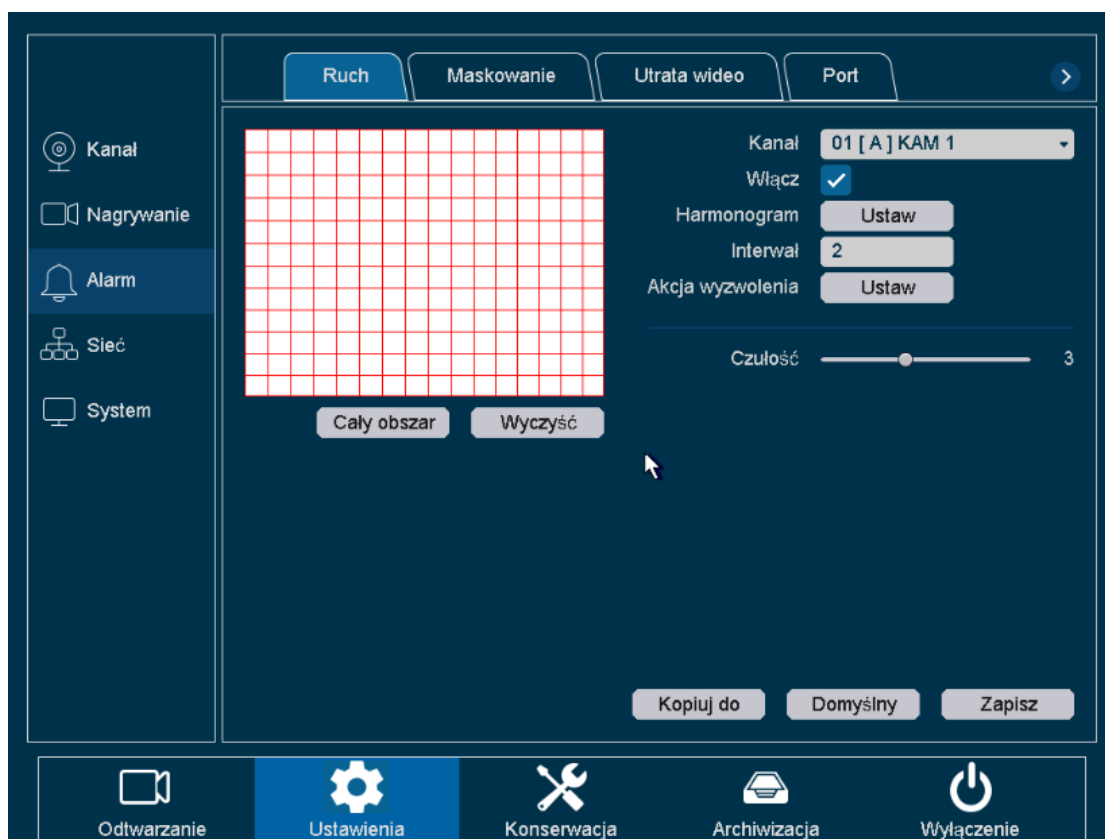 Ruch Maskowanie Utrata wideo Port
Kanał
Nagrywanie
Alarm
Sieć
System
Kanał 01 [ A ] KAM 1
Włącz
Harmonogram Ustaw
Interwał 2
Akcja wyzwolenia Ustaw
Czułość 3
Cały obszar Wyczyść
Kopiuj do Domyślny Zapisz
Odtwarzanie Ustawienia Konserwacja Archiwizacja Wyłączenie